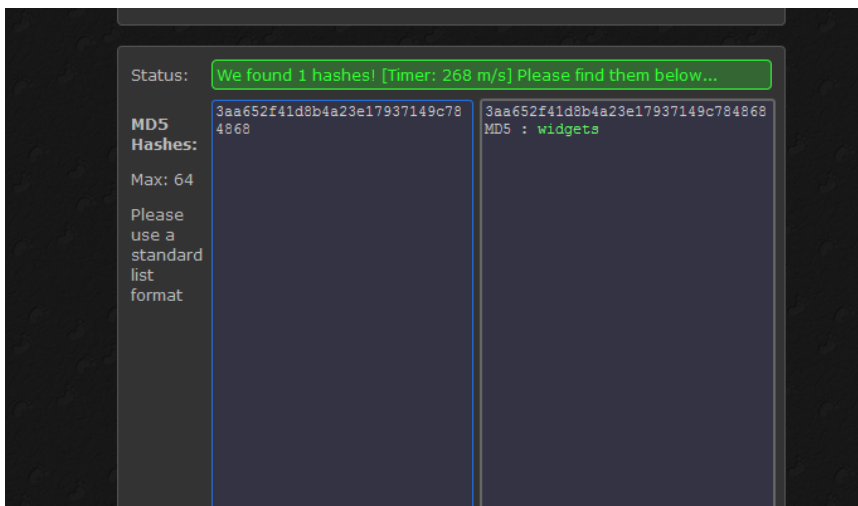 Status:
We found 1 hashes! [Timer: 268 m/s] Please find them below...
MD5
Hashes:
Max: 64
Please
use a
standard
list
format
3aa652f41d8b4a23e17937149c78
4868
3aa652f41d8b4a23e17937149c784868
MD5 : widgets